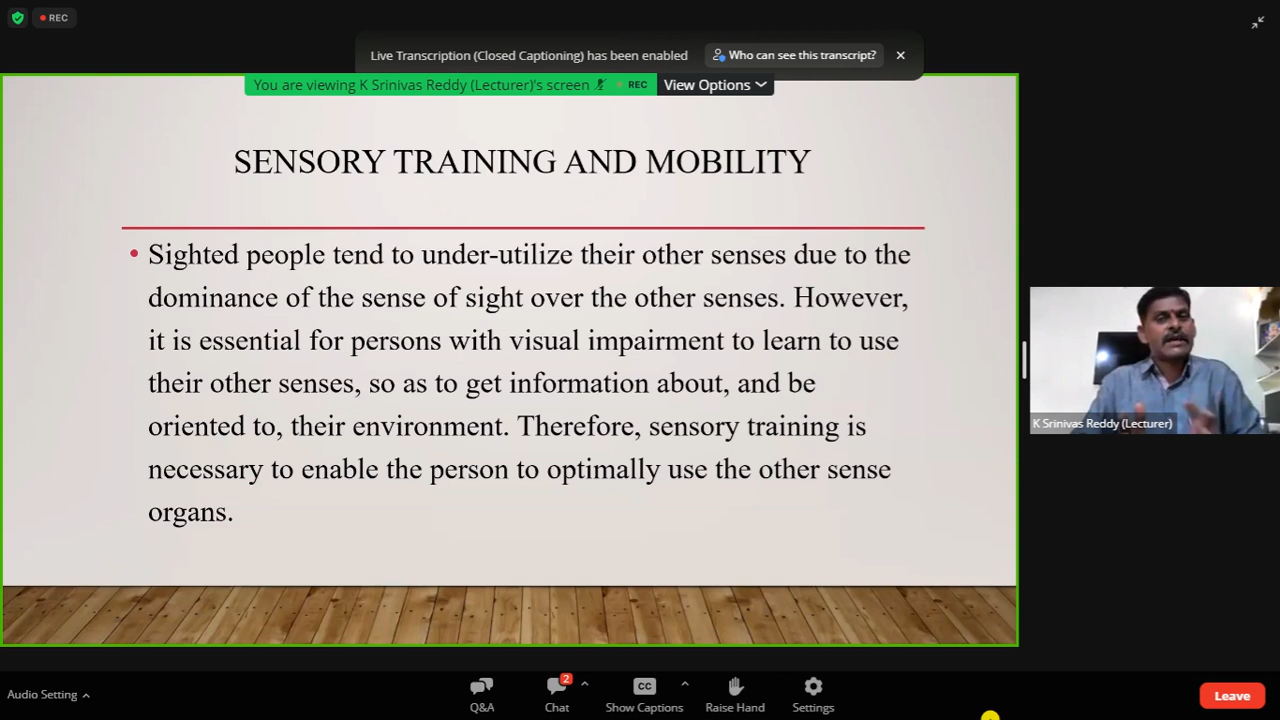 REC
Live Transcription (Closed Captioning) has been enabled
Who can see this transcript?
You are viewing K Srinivas Reddy (Lecturer)'s screen
REC
View Options
SENSORY TRAINING AND MOBILITY
• Sighted people tend to under-utilize their other senses due to the
dominance of the sense of sight over the other senses. However,
it is essential for persons with visual impairment to learn to use
their other senses, so as to get information about, and be
oriented to, their environment. Therefore, sensory training is
necessary to enable the person to optimally use the other sense
organs.
K Srinivas Reddy (Lecturer)
Audio Setting
Q&A
2
Chat
CC
Show Captions
Raise Hand
Settings
Leave